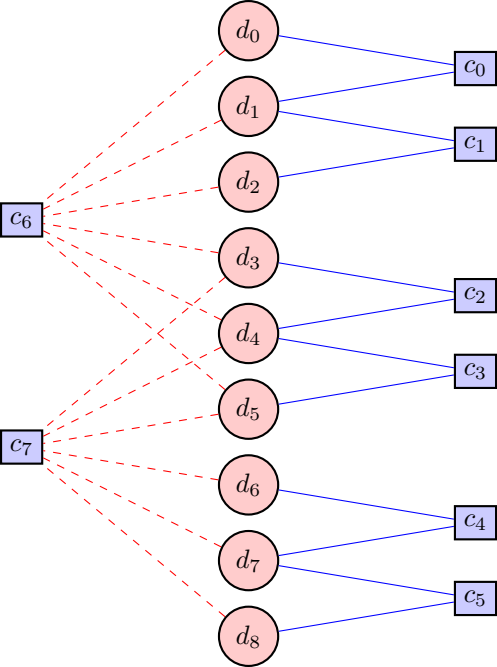 d₀
c₀
d₁
c₁
d₂
c₆
d₃
c₂
d₄
c₃
d₅
c₇
d₆
c₄
d₇
c₅
d₈